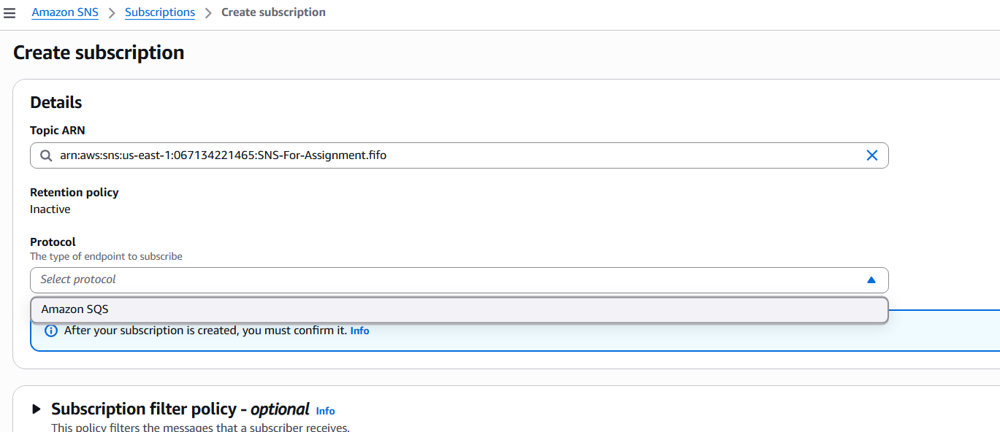 Amazon SNS > Subscriptions > Create subscription
Create subscription
Details
Topic ARN
arn:aws:sns:us-east-1:067134221465:SNS-For-Assignment.fifo
Retention policy
Inactive
Protocol
The type of endpoint to subscribe
Select protocol
Amazon SQS
After your subscription is created, you must confirm it. Info
Subscription filter policy - optional Info
This policy filters the messages that a subscriber receives.